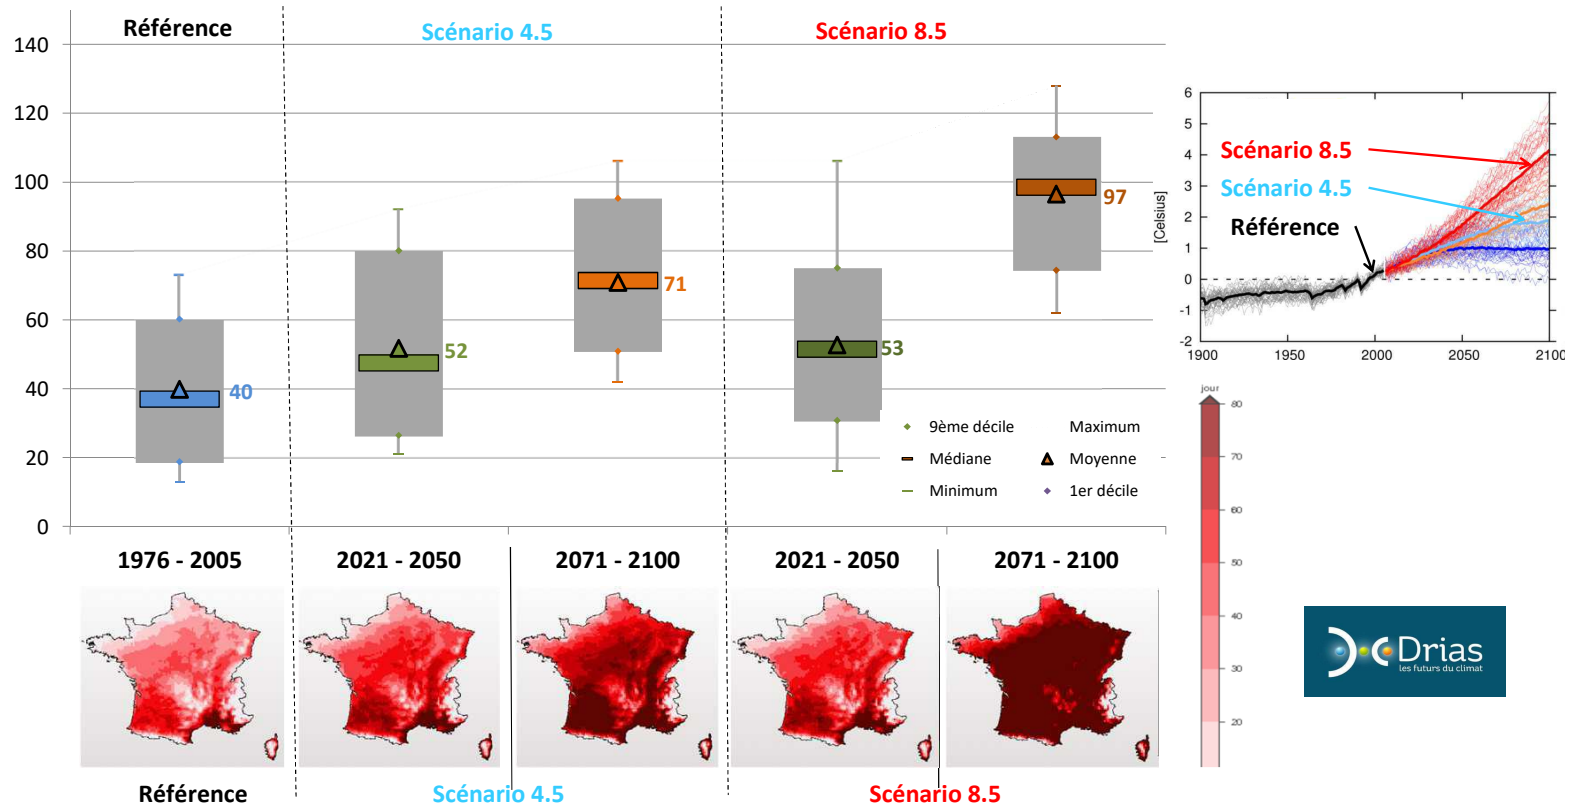 Référence
Scénario 4.5
Scénario 8.5
140
120
100
80
60
40
20
0
40
52
71
53
97
9ème décile
Maximum
Médiane
Moyenne
Minimum
1er décile
1976 - 2005
2021 - 2050
2071 - 2100
2021 - 2050
2071 - 2100
Référence
Scénario 4.5
Scénario 8.5
[Celsius]
6
5
4
3
2
1
0
-1
-2
1900
1950
2000
2050
2100
Scénario 8.5
Scénario 4.5
Référence
jour
80
70
60
50
40
30
20
Drias
les futurs du climat